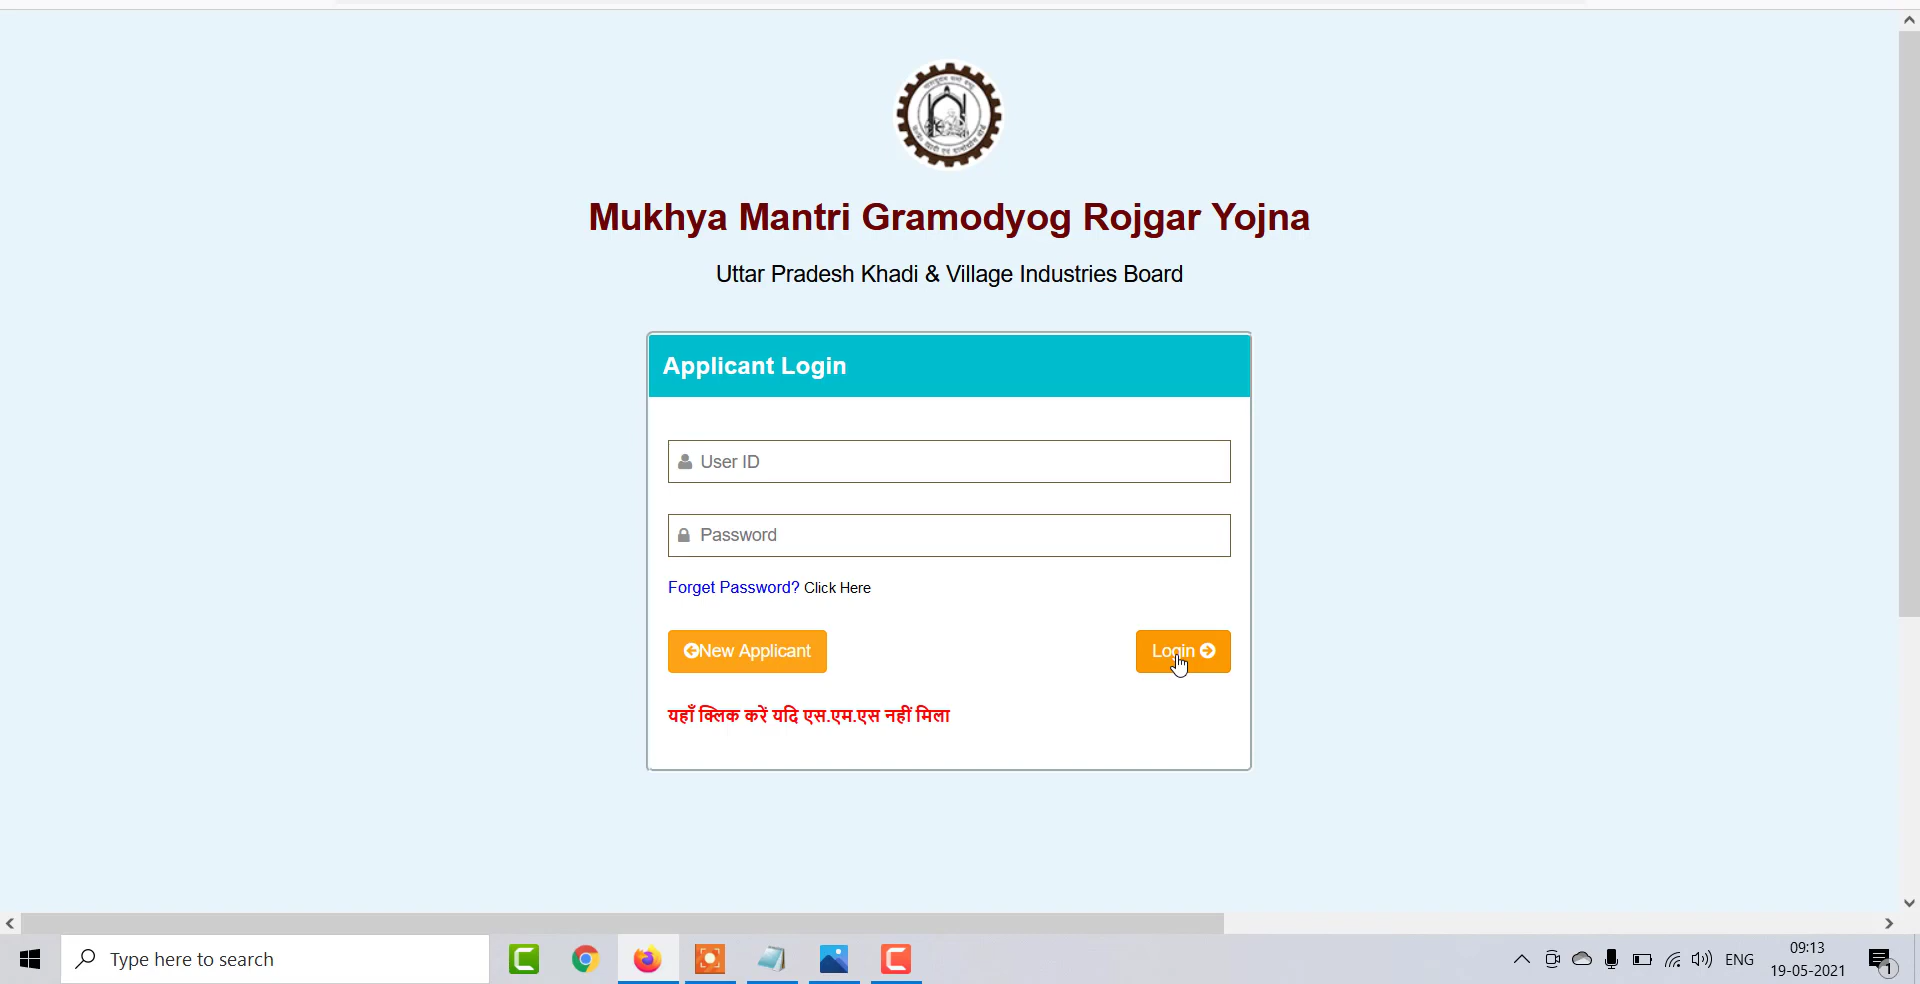 Mukhya Mantri Gramodyog Rojgar Yojna
Uttar Pradesh Khadi & Village Industries Board
Applicant Login
User ID
Password
Forget Password? Click Here
New Applicant
Login
यहाँ क्लिक करें यदि एस.एम.एस नहीं मिला
Type here to search
ENG
09:13
19-05-2021
1